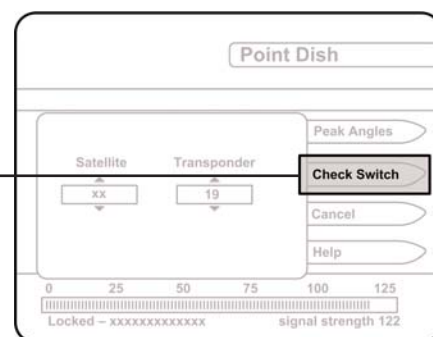 Point Dish
Peak Angles
Satellite Transponder
Check Switch
xx 19
Cancel
Help
0 25 50 75 100 125
Locked – xxxxxxxxxxxxx signal strength 122